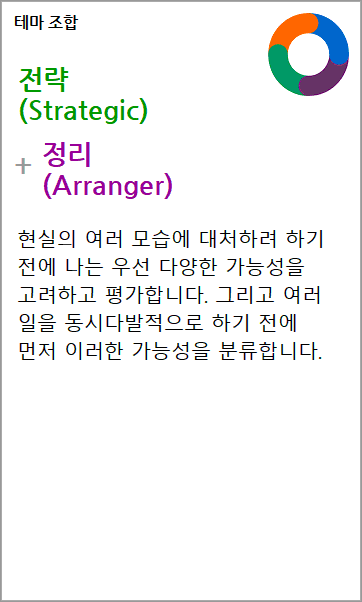 테마 조합
전략
(Strategic)
+ 정리
(Arranger)
현실의 여러 모습에 대처하려 하기
전에 나는 우선 다양한 가능성을
고려하고 평가합니다. 그리고 여러
일을 동시다발적으로 하기 전에
먼저 이러한 가능성을 분류합니다.